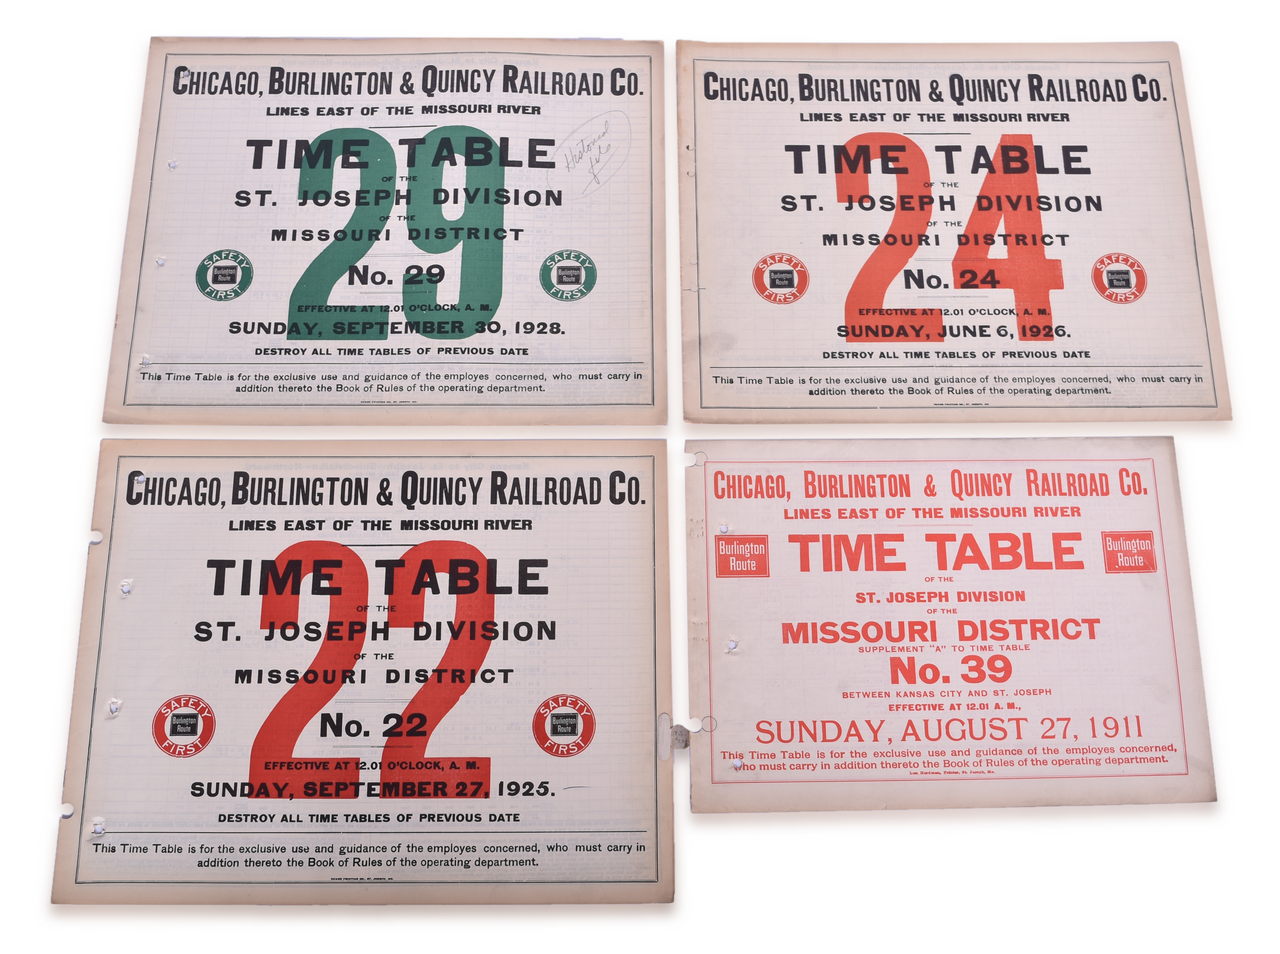 CHICAGO, BURLINGTON & QUINCY RAILROAD CO.
LINES EAST OF THE MISSOURI RIVER
29
TIME TABLE
OF THE
ST. JOSEPH DIVISION
OF THE
MISSOURI DISTRICT
No. 29
Historical
file
SAFETY
Burlington
Route
FIRST
SAFETY
Burlington
Route
FIRST
EFFECTIVE AT 12.01 O'CLOCK, A. M.
SUNDAY, SEPTEMBER 30, 1928.
DESTROY ALL TIME TABLES OF PREVIOUS DATE
This Time Table is for the exclusive use and guidance of the employes concerned, who must carry in
addition thereto the Book of Rules of the operating department.
CHICAGO, BURLINGTON & QUINCY RAILROAD CO.
LINES EAST OF THE MISSOURI RIVER
24
TIME TABLE
OF THE
ST. JOSEPH DIVISION
OF THE
MISSOURI DISTRICT
No. 24
SAFETY
Burlington
Route
FIRST
SAFETY
Burlington
Route
FIRST
EFFECTIVE AT 12.01 O'CLOCK, A. M.
SUNDAY, JUNE 6, 1926.
DESTROY ALL TIME TABLES OF PREVIOUS DATE
This Time Table is for the exclusive use and guidance of the employes concerned, who must carry in
addition thereto the Book of Rules of the operating department.
CHICAGO, BURLINGTON & QUINCY RAILROAD CO.
LINES EAST OF THE MISSOURI RIVER
22
TIME TABLE
OF THE
ST. JOSEPH DIVISION
OF THE
MISSOURI DISTRICT
No. 22
SAFETY
Burlington
Route
FIRST
SAFETY
Burlington
Route
FIRST
EFFECTIVE AT 12.01 O'CLOCK, A. M.
SUNDAY, SEPTEMBER 27, 1925.
DESTROY ALL TIME TABLES OF PREVIOUS DATE
This Time Table is for the exclusive use and guidance of the employes concerned, who must carry in
addition thereto the Book of Rules of the operating department.
CHICAGO, BURLINGTON & QUINCY RAILROAD CO.
LINES EAST OF THE MISSOURI RIVER
Burlington
Route
TIME TABLE
Burlington
Route
OF THE
ST. JOSEPH DIVISION
OF THE
MISSOURI DISTRICT
SUPPLEMENT "A" TO TIME TABLE
No. 39
BETWEEN KANSAS CITY AND ST. JOSEPH
EFFECTIVE AT 12.01 A. M.,
SUNDAY, AUGUST 27, 1911
This Time Table is for the exclusive use and guidance of the employes concerned,
who must carry in addition thereto the Book of Rules of the operating department.